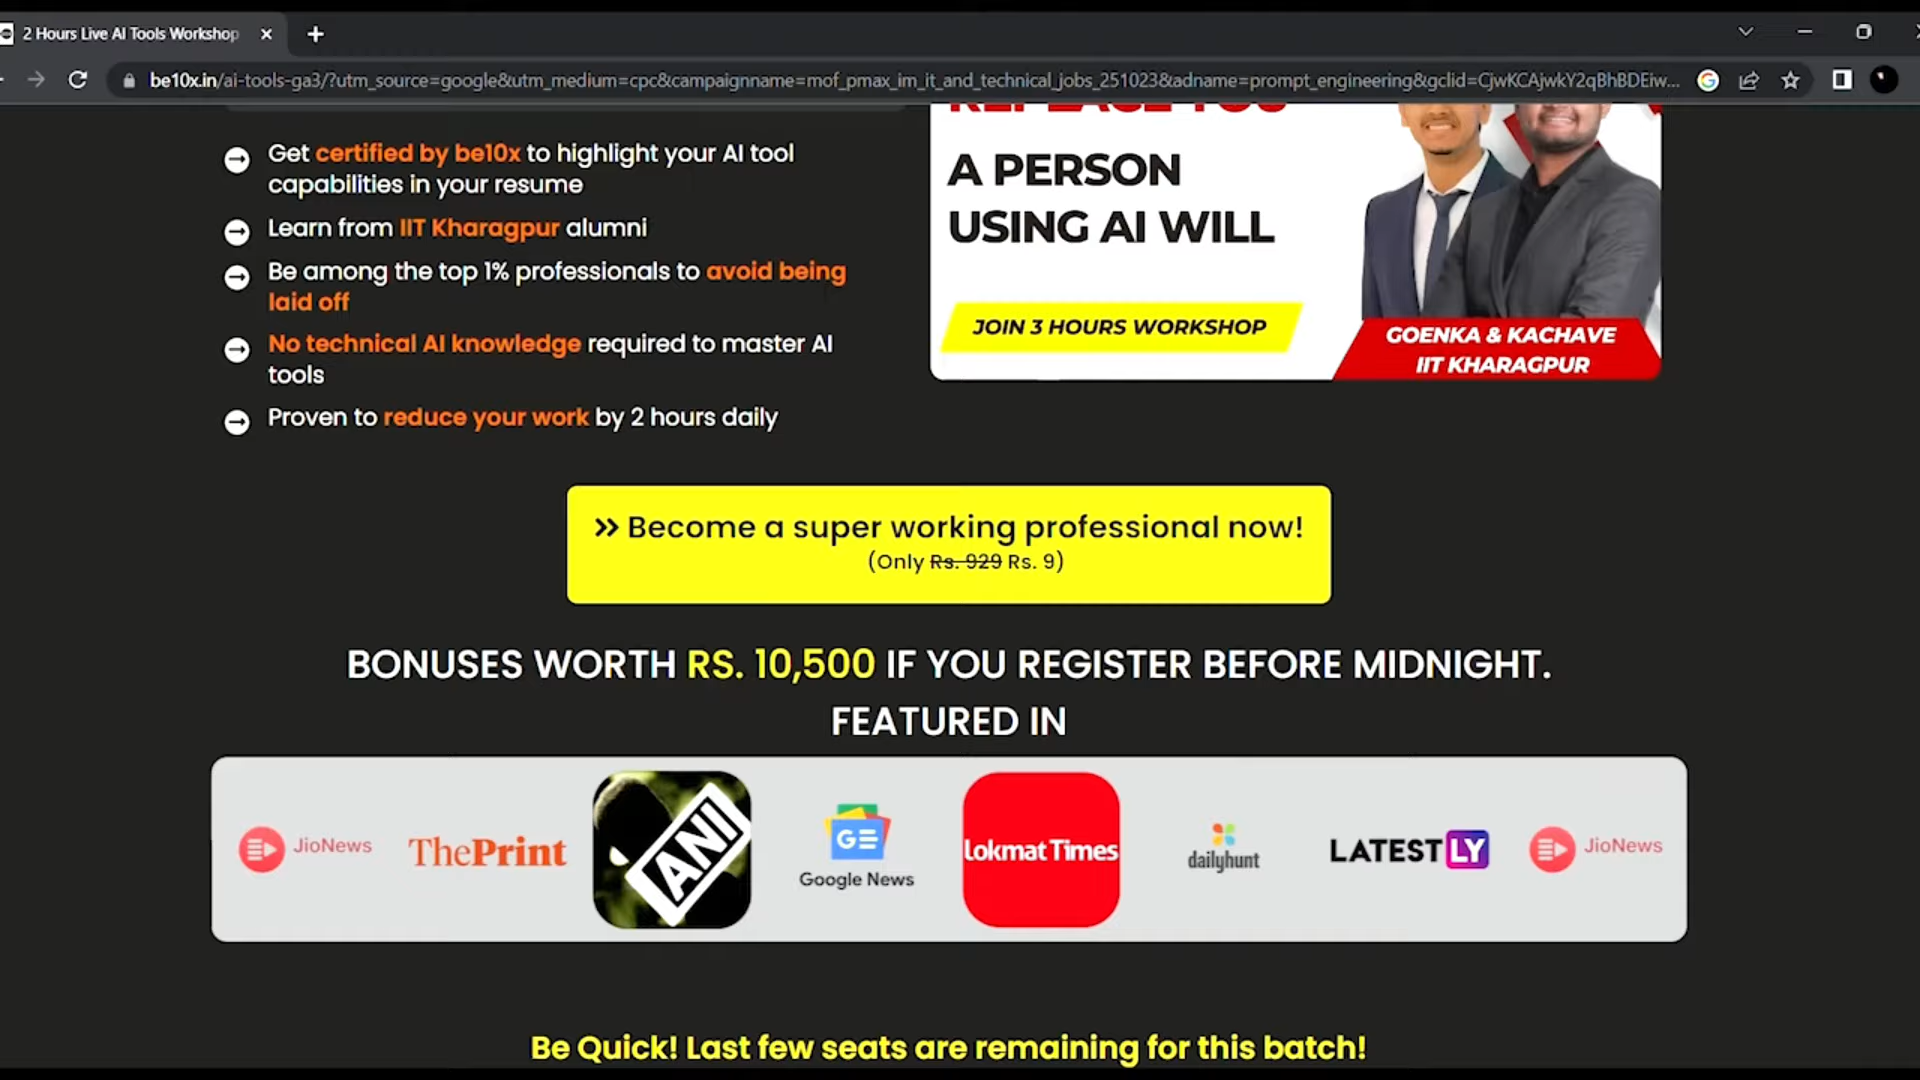 2 Hours Live AI Tools Workshop
be10x.in/ai-tools-ga3/?utm_source=google&utm_medium=cpc&campaignname=mof_pmax_im_it_and_technical_jobs_251023&adname=prompt_engineering&gclid=CjwKCAjwkY2qBhBDEiw...
Get certified by be10x to highlight your AI tool
capabilities in your resume
Learn from IIT Kharagpur alumni
Be among the top 1% professionals to avoid being
laid off
No technical AI knowledge required to master AI
tools
Proven to reduce your work by 2 hours daily
REPLACE YOU
A PERSON
USING AI WILL
JOIN 3 HOURS WORKSHOP
GOENKA & KACHAVE
IIT KHARAGPUR
>> Become a super working professional now!
(Only Rs. 929 Rs. 9)
BONUSES WORTH RS. 10,500 IF YOU REGISTER BEFORE MIDNIGHT.
FEATURED IN
JioNews
ThePrint
ANI
GE
Google News
Lokmat Times
dailyhunt
LATESTLY
JioNews
Be Quick! Last few seats are remaining for this batch!